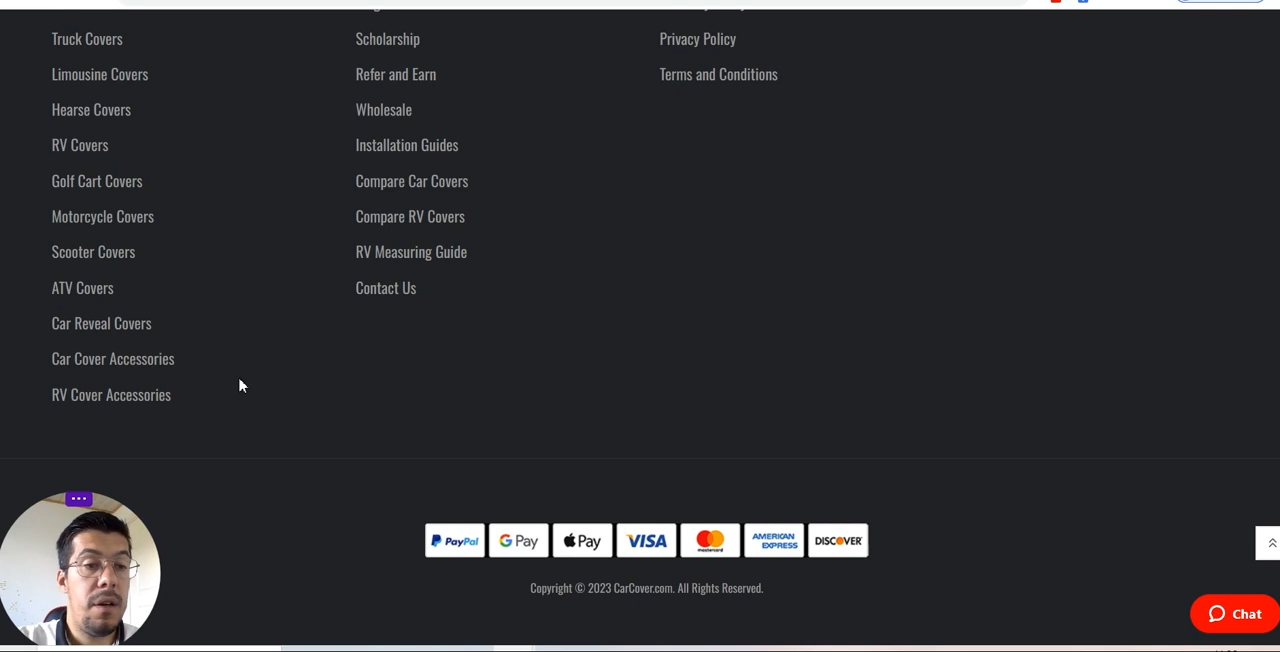 Truck Covers
Limousine Covers
Hearse Covers
RV Covers
Golf Cart Covers
Motorcycle Covers
Scooter Covers
ATV Covers
Car Reveal Covers
Car Cover Accessories
RV Cover Accessories
Scholarship
Refer and Earn
Wholesale
Installation Guides
Compare Car Covers
Compare RV Covers
RV Measuring Guide
Contact Us
Privacy Policy
Terms and Conditions
PayPal G Pay Pay VISA mastercard AMERICAN EXPRESS DISCOVER
Copyright © 2023 CarCover.com. All Rights Reserved.
Chat